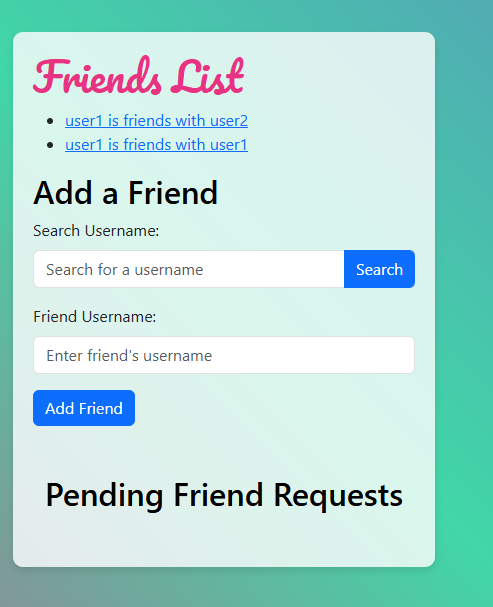 Friends List
user1 is friends with user2
user1 is friends with user1
Add a Friend
Search Username:
Search for a username Search
Friend Username:
Enter friend's username
Add Friend
Pending Friend Requests